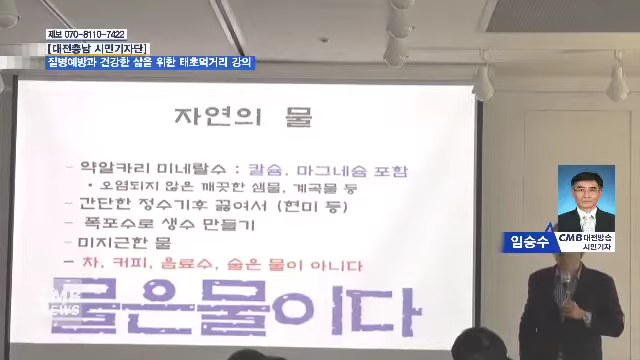 제보 070-8110-7422
[대전충남 시민기자단]
질병예방과 건강한 삶을 위한 태초먹거리 강의
자연의 물
- 약알카리 미네랄수 : 칼슘, 마그네슘 포함
• 오염되지 않은 깨끗한 샘물, 계곡물 등
- 간단한 정수기후 끓여서 (현미 등)
- 폭포수로 생수 만들기
- 미지근한 물
- 차, 커피, 음료수, 술은 물이 아니다
물은물이다
임승수
CMB 대전방송
시민기자
CMB
NEWS